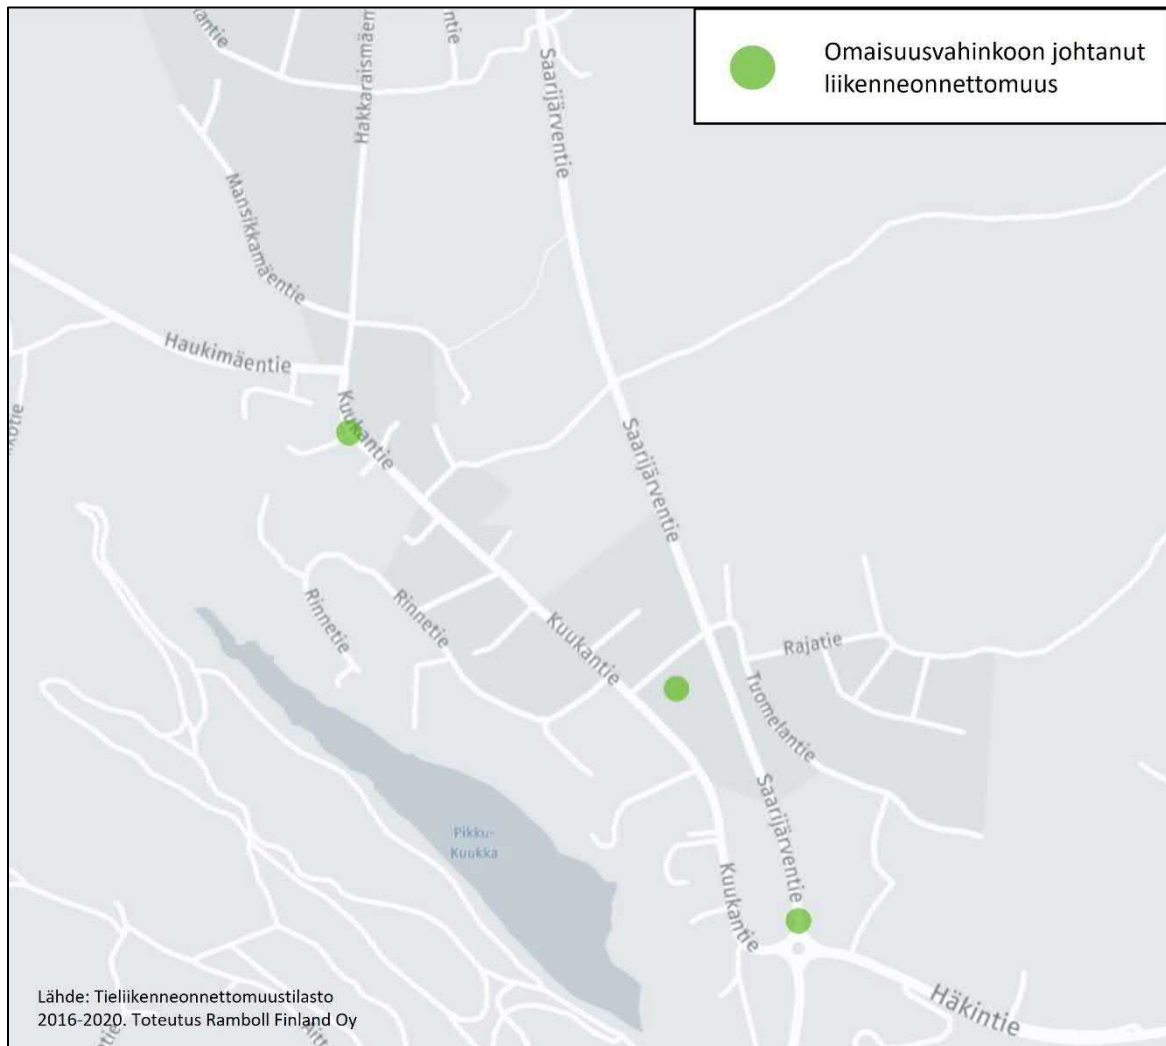 Omaisuusvahinkoon johtanut
liikenneonnettomuus
Hakkaraismäen
Saarijärventie
Mansikkamäentie
Haukimäentie
Kuukantie
Saarijärventie
Rinnetie
Rinnetie
Kuukantie
Rajatie
Tuomelantie
Saarijärventie
Pikku-
Kuukka
Kuukantie
Häkintie
Lähde: Tieliikenneonnettomuustilasto
2016-2020. Toteutus Ramboll Finland Oy